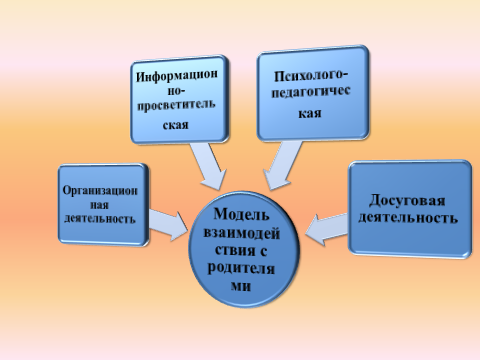 Информацион
но-
просветитель
ская
Психолого-
педагогичес
кая
Организацион
ная
деятельность
Досуговая
деятельность
Модель
взаимодей
ствия с
родителя
ми